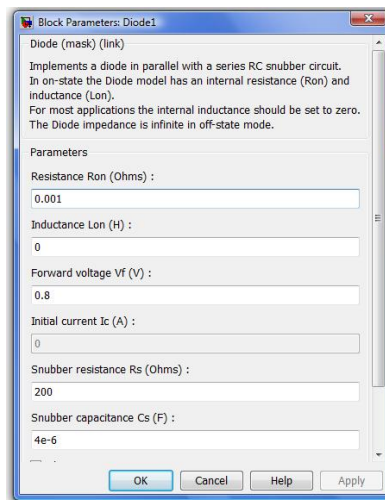 Block Parameters: Diode1
Diode (mask) (link)
Implements a diode in parallel with a series RC snubber circuit.
In on-state the Diode model has an internal resistance (Ron) and
inductance (Lon).
For most applications the internal inductance should be set to zero.
The Diode impedance is infinite in off-state mode.
Parameters
Resistance Ron (Ohms) :
0.001
Inductance Lon (H) :
0
Forward voltage Vf (V) :
0.8
Initial current Ic (A) :
0
Snubber resistance Rs (Ohms) :
200
Snubber capacitance Cs (F) :
4e-6
OK Cancel Help Apply